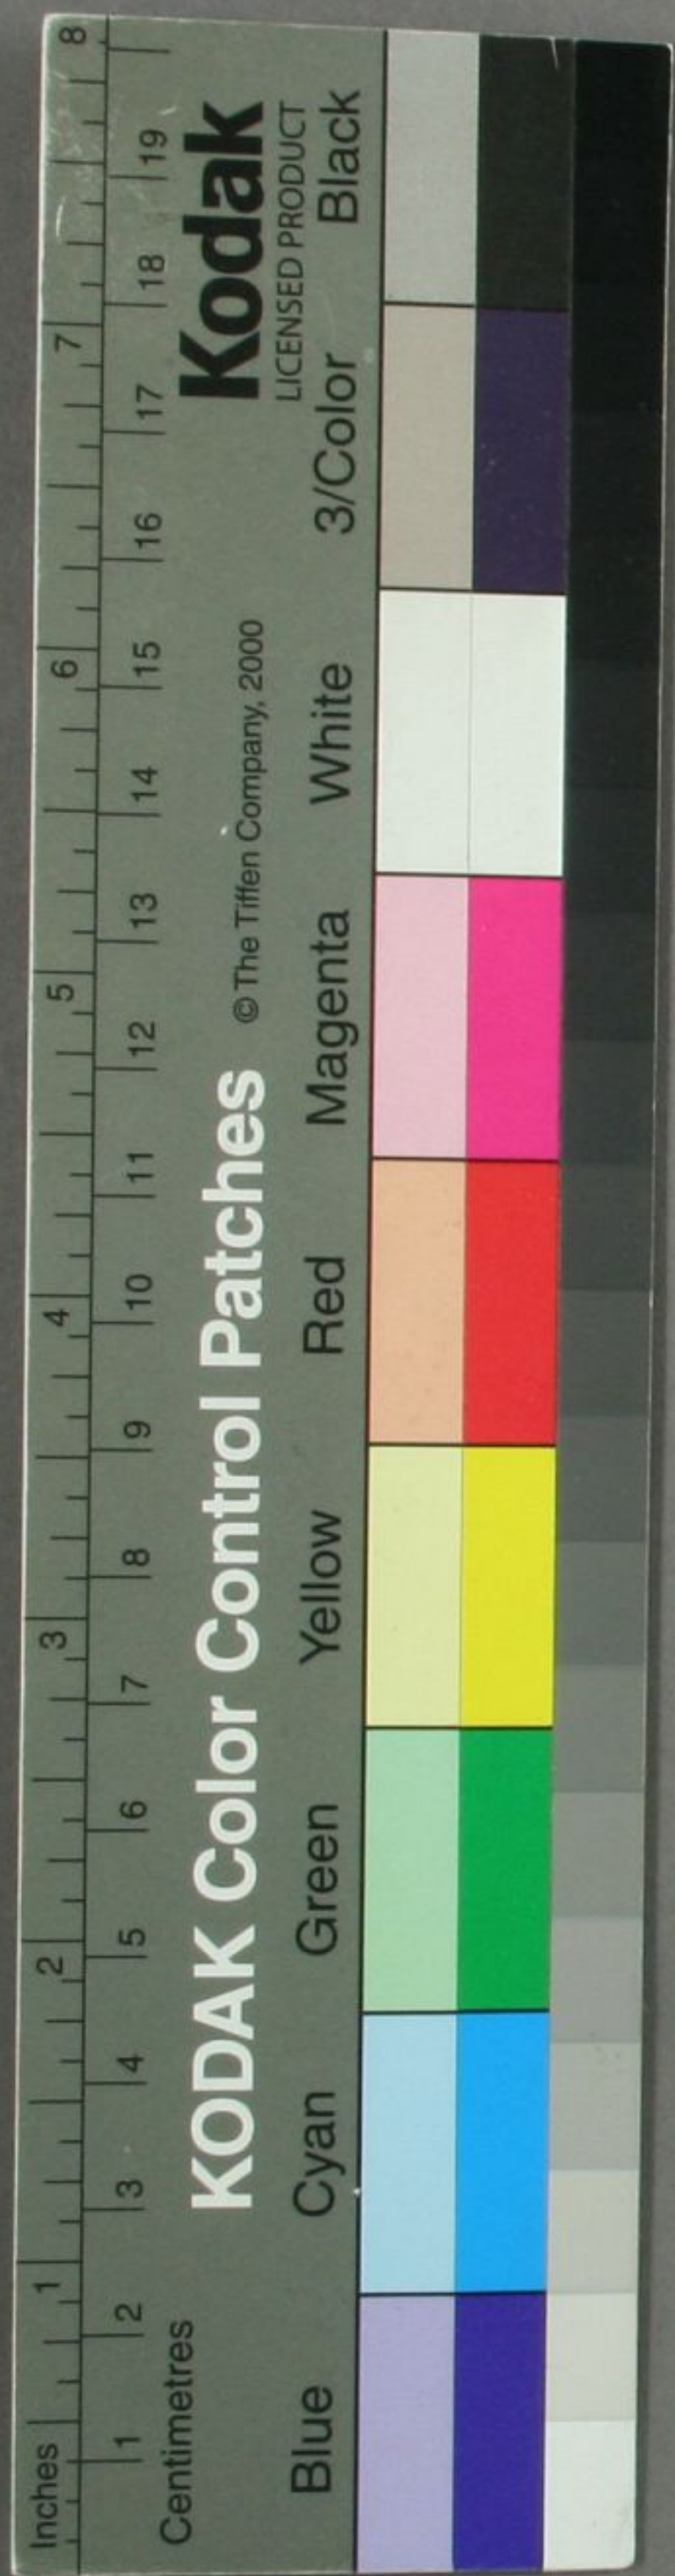 Inches 1 2 3 4 5 6 7 8
Centimetres 1 2 3 4 5 6 7 8 9 10 11 12 13 14 15 16 17 18 19
KODAK Color Control Patches © The Tiffen Company, 2000 Kodak
LICENSED PRODUCT
Blue Cyan Green Yellow Red Magenta White 3/Color Black